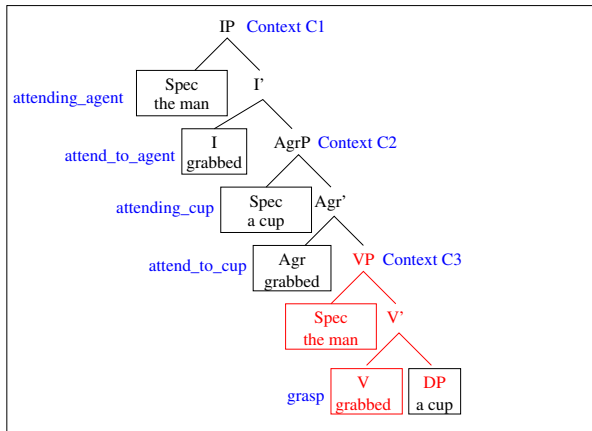 IP Context C1
attending_agent Spec I’
the man
attend_to_agent I AgrP Context C2
grabbed
attending_cup Spec Agr’
a cup
attend_to_cup Agr VP Context C3
grabbed
Spec V’
the man
grasp V DP
grabbed a cup